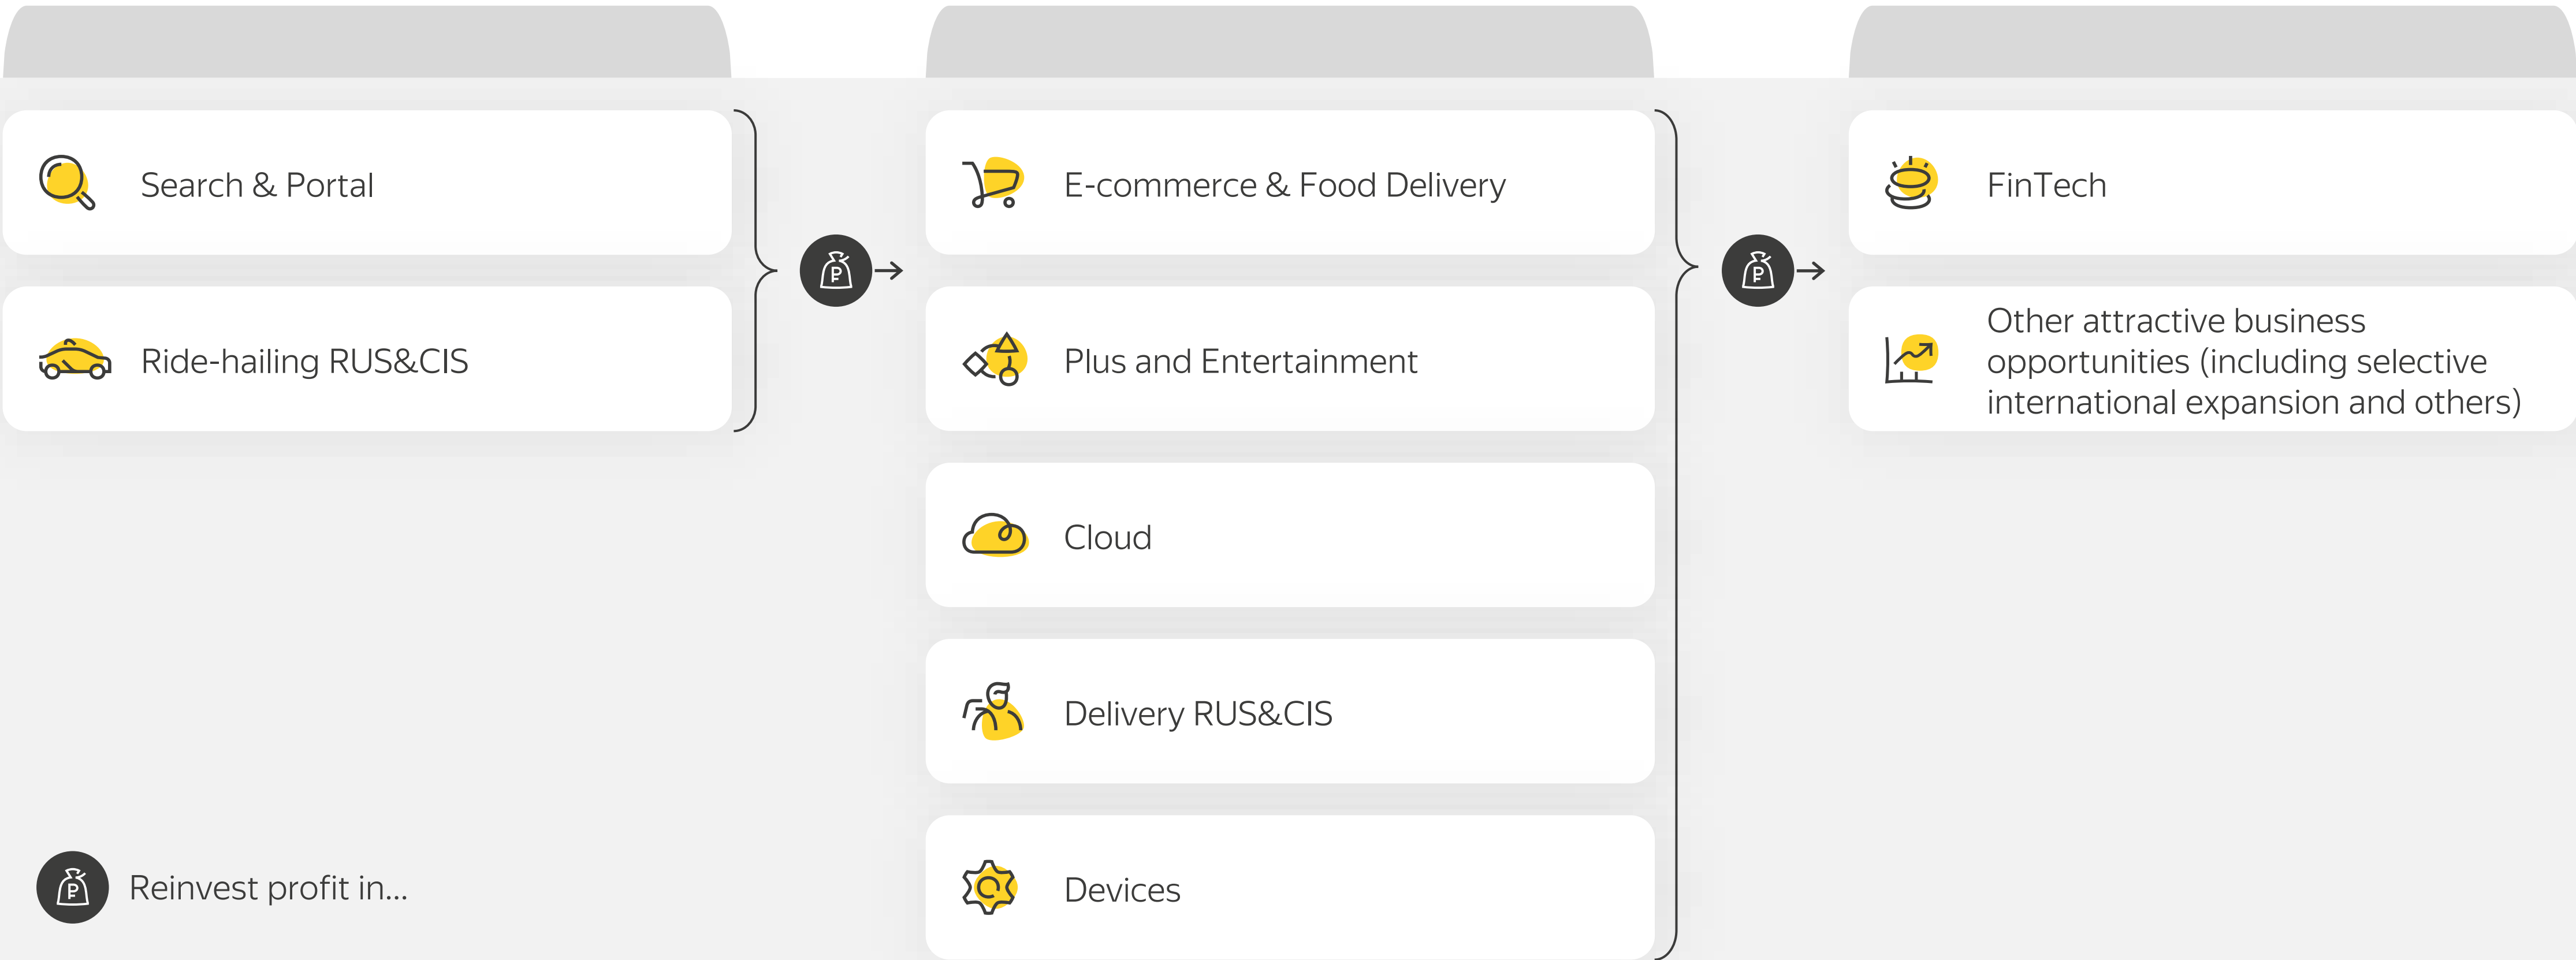 Search & Portal
Ride-hailing RUS&CIS
E-commerce & Food Delivery
Plus and Entertainment
Cloud
Delivery RUS&CIS
Devices
FinTech
Other attractive business
opportunities (including selective
international expansion and others)
Reinvest profit in...